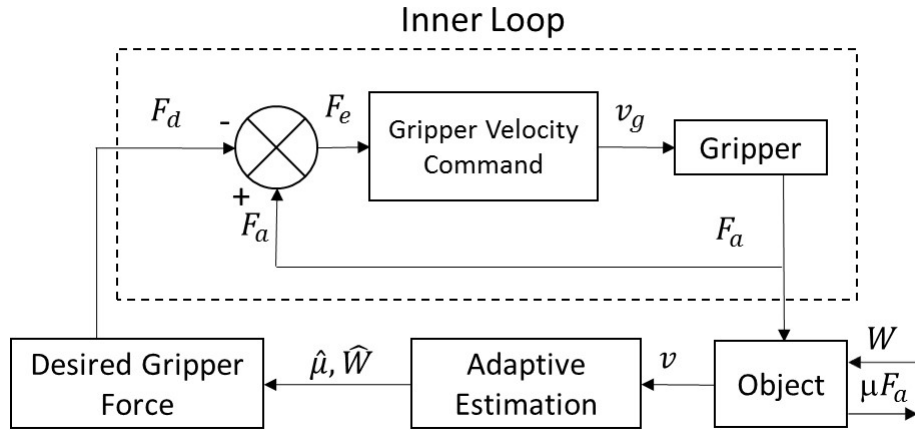 Inner Loop
F_d
-
+
F_e
F_a
Gripper Velocity
Command
v_g
Gripper
F_a
Desired Gripper
Force
μ̂, Ŵ
Adaptive
Estimation
v
Object
W
μF_a